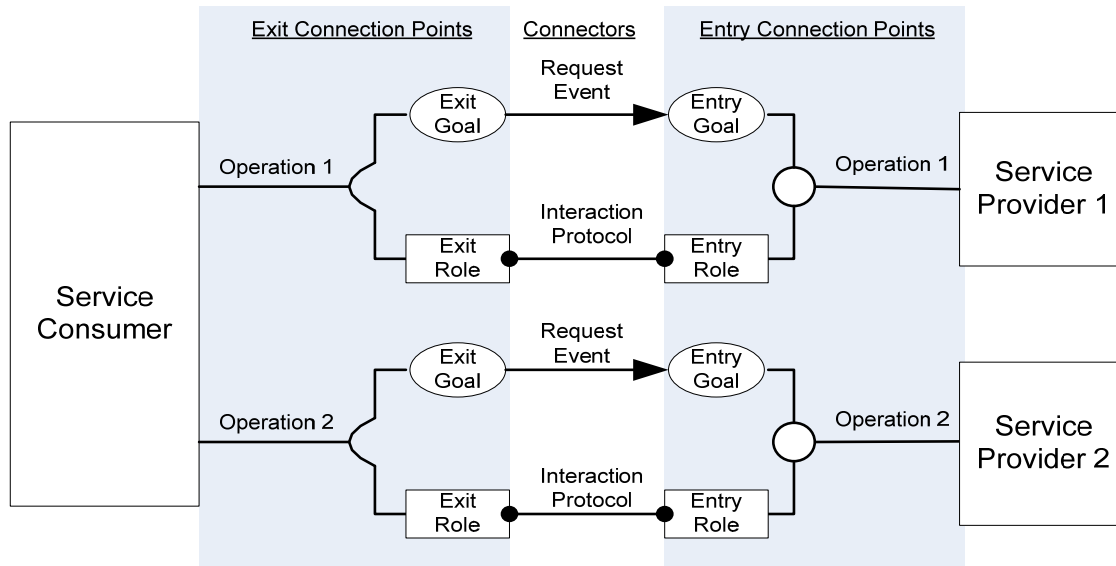 Exit Connection Points
Connectors
Entry Connection Points
Request
Event
Exit
Goal
Entry
Goal
Operation 1
Operation 1
Service
Provider 1
Interaction
Protocol
Exit
Role
Entry
Role
Service
Consumer
Request
Event
Exit
Goal
Entry
Goal
Operation 2
Operation 2
Service
Provider 2
Interaction
Protocol
Exit
Role
Entry
Role